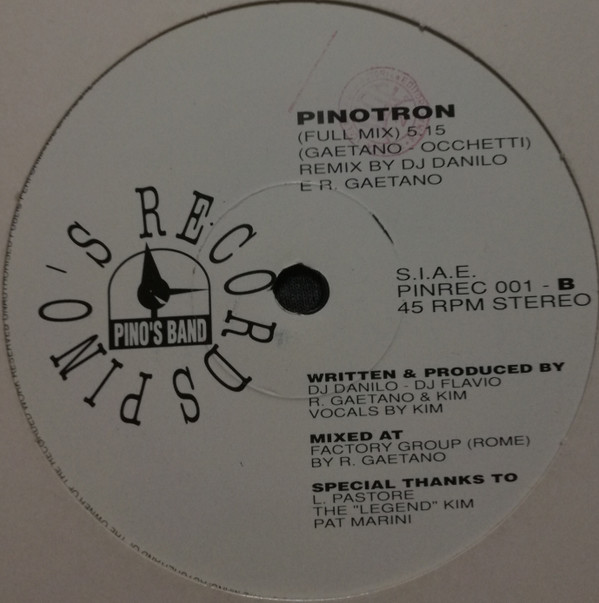 PINOTRON
(FULL MIX) 5.15
(GAETANO - OCCHETTI)
REMIX BY DJ DANILO
E R. GAETANO
PINO'S RECORDS
PINO'S BAND
S.I.A.E.
PINREC 001 - B
45 RPM STEREO
WRITTEN & PRODUCED BY
DJ DANILO - DJ FLAVIO
R. GAETANO & KIM
VOCALS BY KIM
MIXED AT
FACTORY GROUP (ROME)
BY R. GAETANO
SPECIAL THANKS TO
L. PASTORE
THE "LEGEND" KIM
PAT MARINI